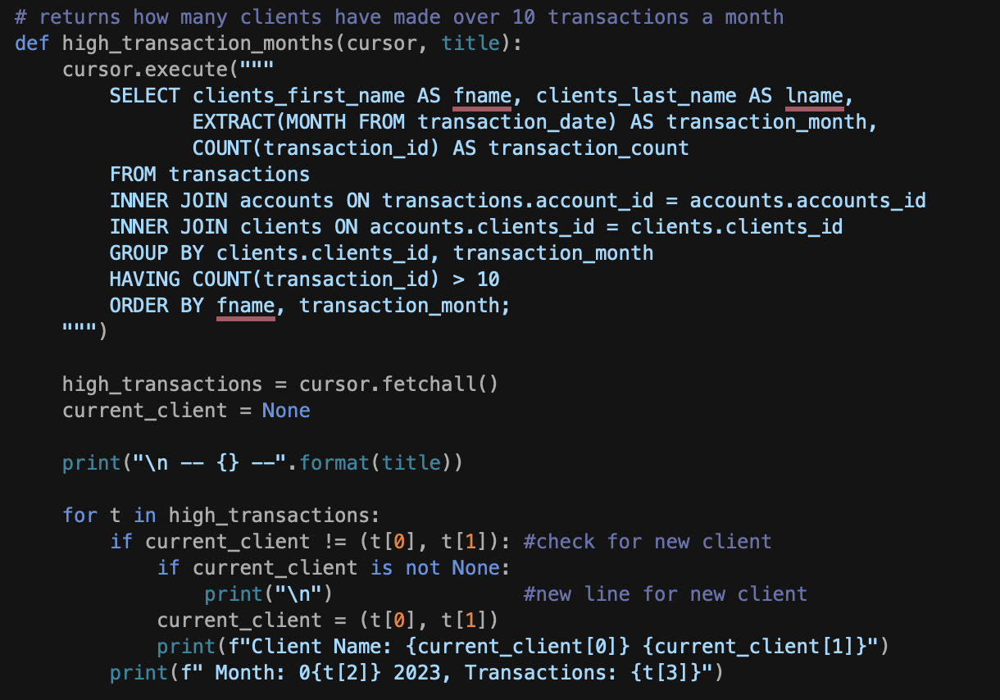 # returns how many clients have made over 10 transactions a month
def high_transaction_months(cursor, title):
    cursor.execute("""
        SELECT clients_first_name AS fname, clients_last_name AS lname,
               EXTRACT(MONTH FROM transaction_date) AS transaction_month,
               COUNT(transaction_id) AS transaction_count
        FROM transactions
        INNER JOIN accounts ON transactions.account_id = accounts.accounts_id
        INNER JOIN clients ON accounts.clients_id = clients.clients_id
        GROUP BY clients.clients_id, transaction_month
        HAVING COUNT(transaction_id) > 10
        ORDER BY fname, transaction_month;
    """)

    high_transactions = cursor.fetchall()
    current_client = None

    print("\n -- {} --".format(title))

    for t in high_transactions:
        if current_client != (t[0], t[1]): #check for new client
            if current_client is not None:
                print("\n")                #new line for new client
            current_client = (t[0], t[1])
            print(f"Client Name: {current_client[0]} {current_client[1]}")
        print(f" Month: 0{t[2]} 2023, Transactions: {t[3]}")